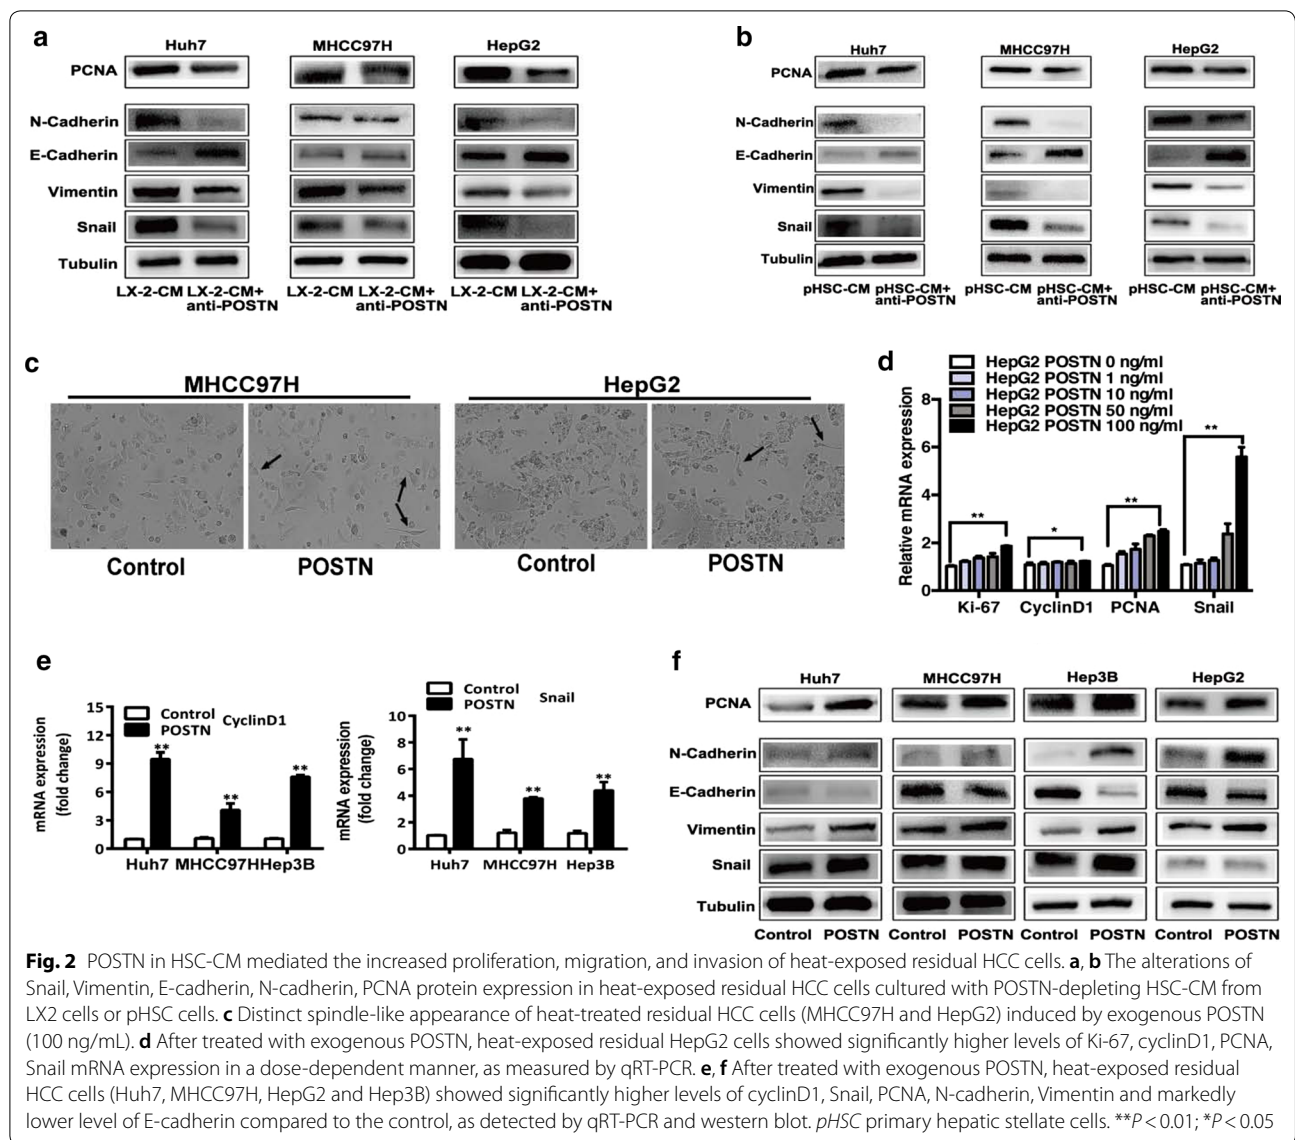 a
Huh7 MHCC97H HepG2
PCNA
N-Cadherin
E-Cadherin
Vimentin
Snail
Tubulin
LX-2-CM LX-2-CM+ LX-2-CM LX-2-CM+ LX-2-CM LX-2-CM+
anti-POSTN anti-POSTN anti-POSTN
b
Huh7 MHCC97H HepG2
PCNA
N-Cadherin
E-Cadherin
Vimentin
Snail
Tubulin
pHSC-CM pHSC-CM+ pHSC-CM pHSC-CM+ pHSC-CM pHSC-CM+
anti-POSTN anti-POSTN anti-POSTN
c
MHCC97H HepG2
Control POSTN Control POSTN
d
HepG2 POSTN 0 ng/ml
HepG2 POSTN 1 ng/ml
HepG2 POSTN 10 ng/ml
HepG2 POSTN 50 ng/ml
HepG2 POSTN 100 ng/ml
Relative mRNA expression
8
6
4
2
0
** * ** **
Ki-67 CyclinD1 PCNA Snail
e
mRNA expression
(fold change)
15
12
9
6
3
0
Control
POSTN
CyclinD1
** ** **
Huh7 MHCC97H Hep3B
mRNA expression
(fold change)
10
8
6
4
2
0
Control
POSTN
Snail
** ** **
Huh7 MHCC97H Hep3B
f
Huh7 MHCC97H Hep3B HepG2
PCNA
N-Cadherin
E-Cadherin
Vimentin
Snail
Tubulin
Control POSTN Control POSTN Control POSTN Control POSTN
Fig. 2 POSTN in HSC-CM mediated the increased proliferation, migration, and invasion of heat-exposed residual HCC cells. a, b The alterations of
Snail, Vimentin, E-cadherin, N-cadherin, PCNA protein expression in heat-exposed residual HCC cells cultured with POSTN-depleting HSC-CM from
LX2 cells or pHSC cells. c Distinct spindle-like appearance of heat-treated residual HCC cells (MHCC97H and HepG2) induced by exogenous POSTN
(100 ng/mL). d After treated with exogenous POSTN, heat-exposed residual HepG2 cells showed significantly higher levels of Ki-67, cyclinD1, PCNA,
Snail mRNA expression in a dose-dependent manner, as measured by qRT-PCR. e, f After treated with exogenous POSTN, heat-exposed residual
HCC cells (Huh7, MHCC97H, HepG2 and Hep3B) showed significantly higher levels of cyclinD1, Snail, PCNA, N-cadherin, Vimentin and markedly
lower level of E-cadherin compared to the control, as detected by qRT-PCR and western blot. pHSC primary hepatic stellate cells. **P < 0.01; *P < 0.05